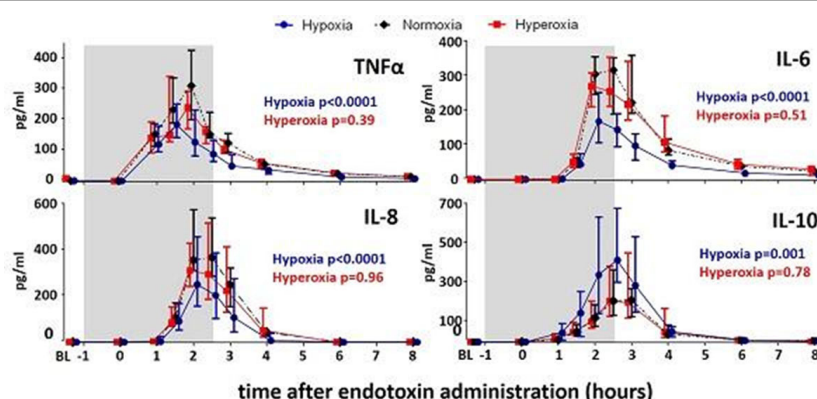 Hypoxia Normoxia Hyperoxia
TNFα
pg/ml
400
300
200
100
0
Hypoxia p<0.0001
Hyperoxia p=0.39
IL-6
pg/ml
400
300
200
100
0
Hypoxia p<0.0001
Hyperoxia p=0.51
IL-8
pg/ml
600
400
200
0
Hypoxia p<0.0001
Hyperoxia p=0.96
BL -1 0 1 2 3 4 5 6 7 8
IL-10
pg/ml
700
500
300
100
0
Hypoxia p=0.001
Hyperoxia p=0.78
BL -1 0 1 2 3 4 5 6 7 8
time after endotoxin administration (hours)